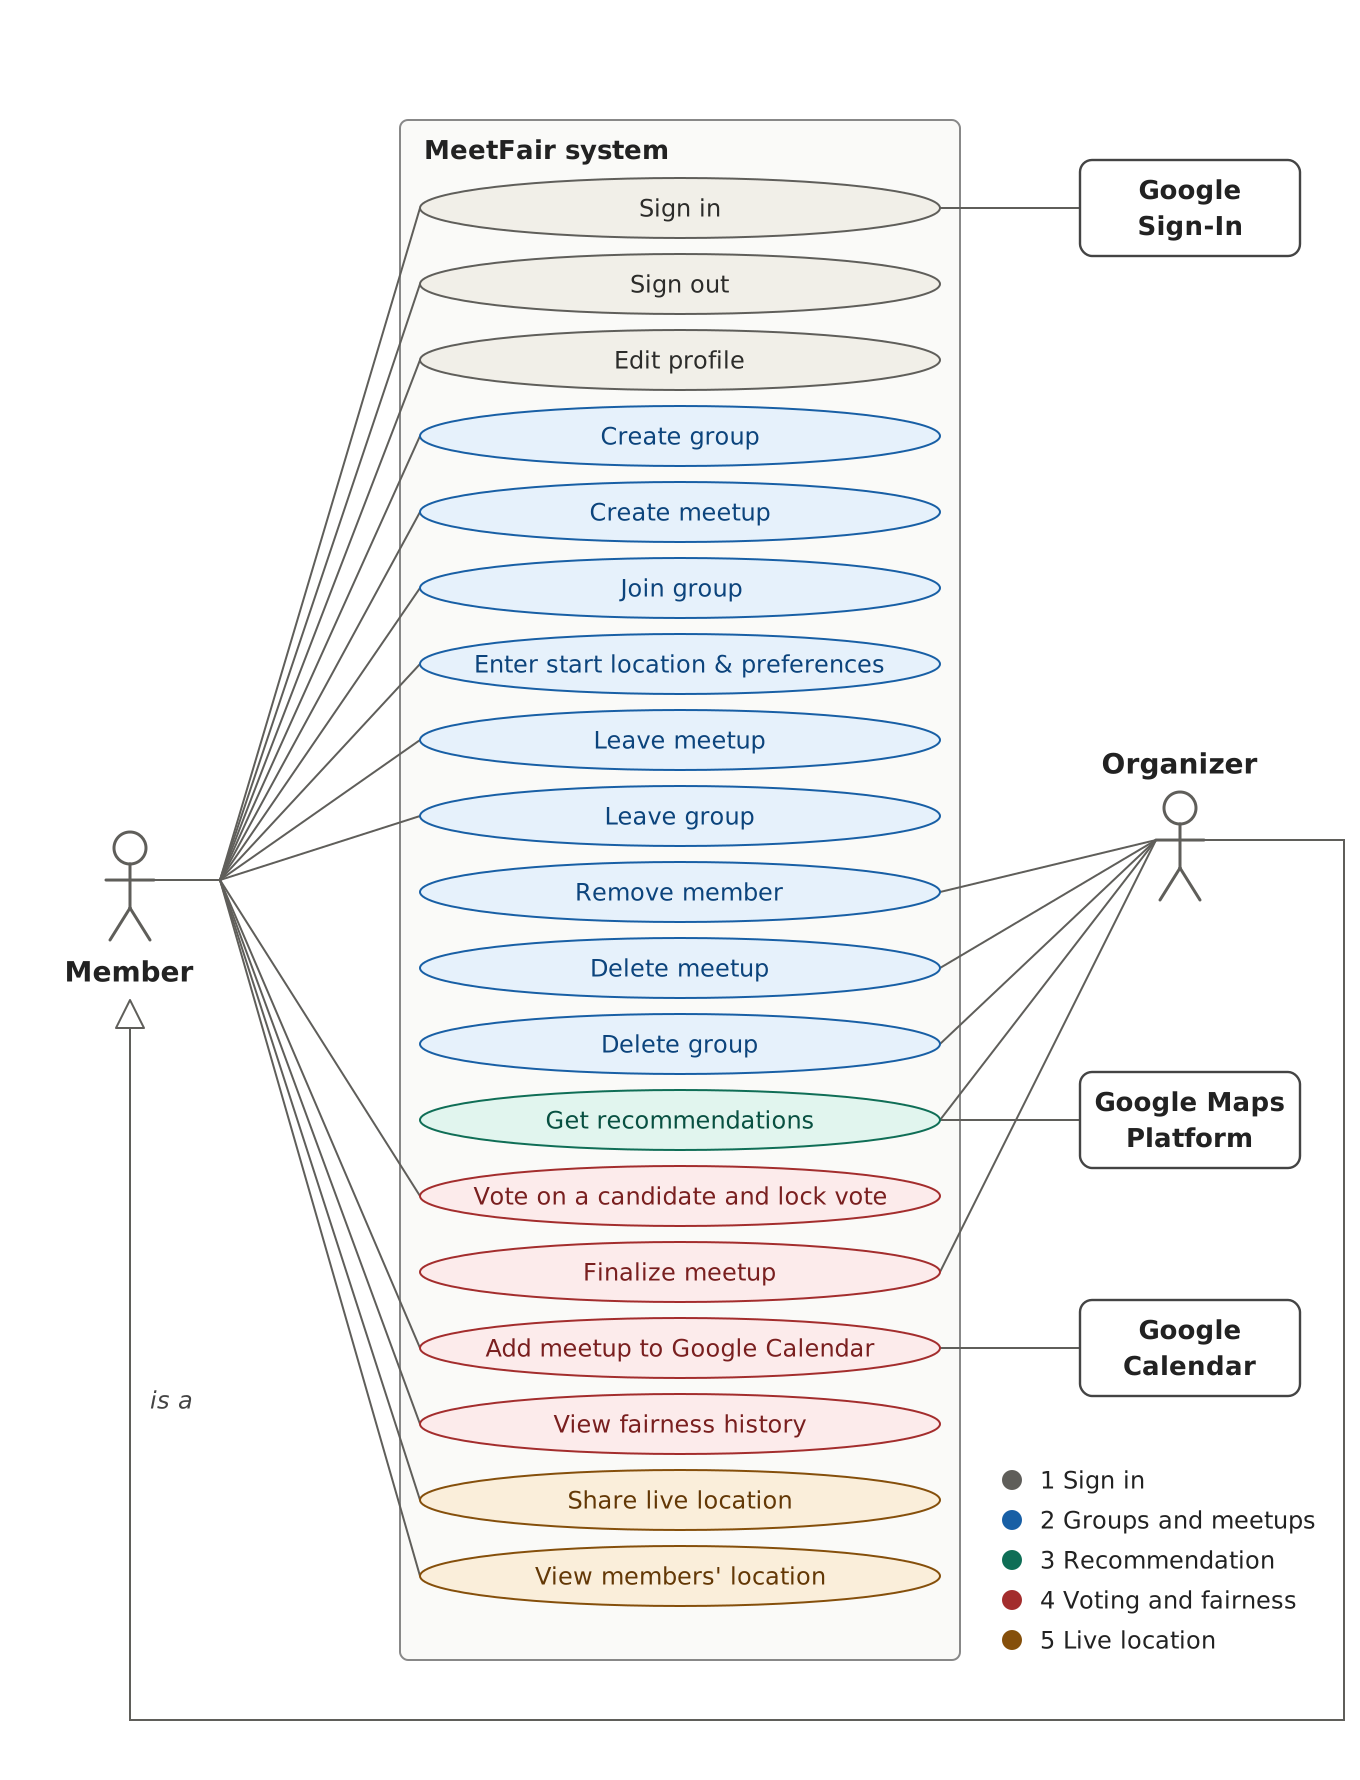 MeetFair system
Sign in
Google
Sign-In
Sign out
Edit profile
Create group
Create meetup
Join group
Enter start location & preferences
Leave meetup
Organizer
Leave group
Remove member
Member
Delete meetup
Delete group
Google Maps
Platform
Get recommendations
Vote on a candidate and lock vote
Finalize meetup
Google
Calendar
Add meetup to Google Calendar
is a
View fairness history
Share live location
View members' location
1 Sign in
2 Groups and meetups
3 Recommendation
4 Voting and fairness
5 Live location